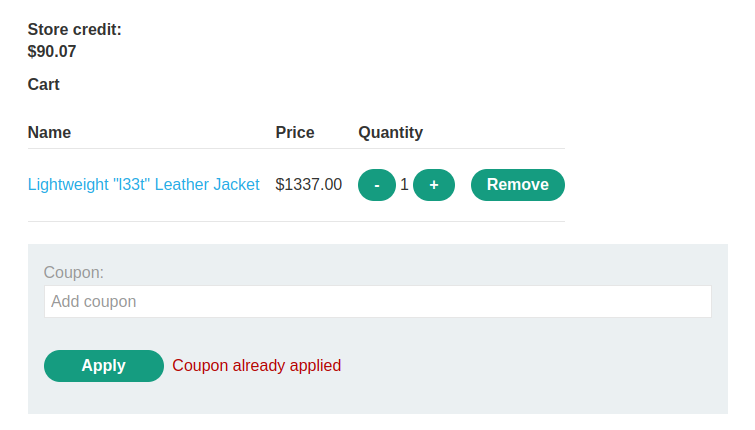 Store credit:
$90.07
Cart
Name Price Quantity
Lightweight "l33t" Leather Jacket $1337.00 - 1 + Remove
Coupon:
Add coupon
Apply Coupon already applied